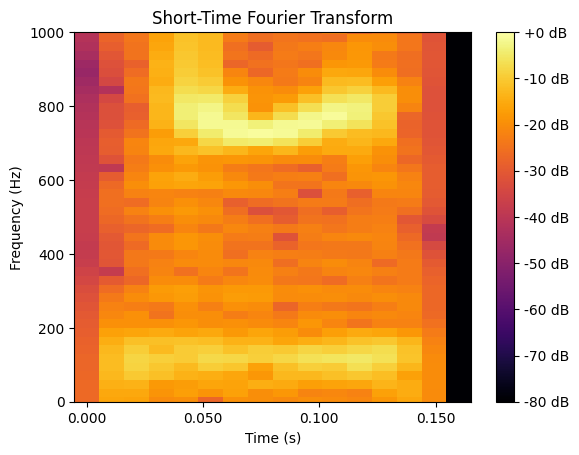 Short-Time Fourier Transform
Frequency (Hz)
1000
800
600
400
200
0
0.000
0.050
0.100
0.150
Time (s)
+0 dB
-10 dB
-20 dB
-30 dB
-40 dB
-50 dB
-60 dB
-70 dB
-80 dB